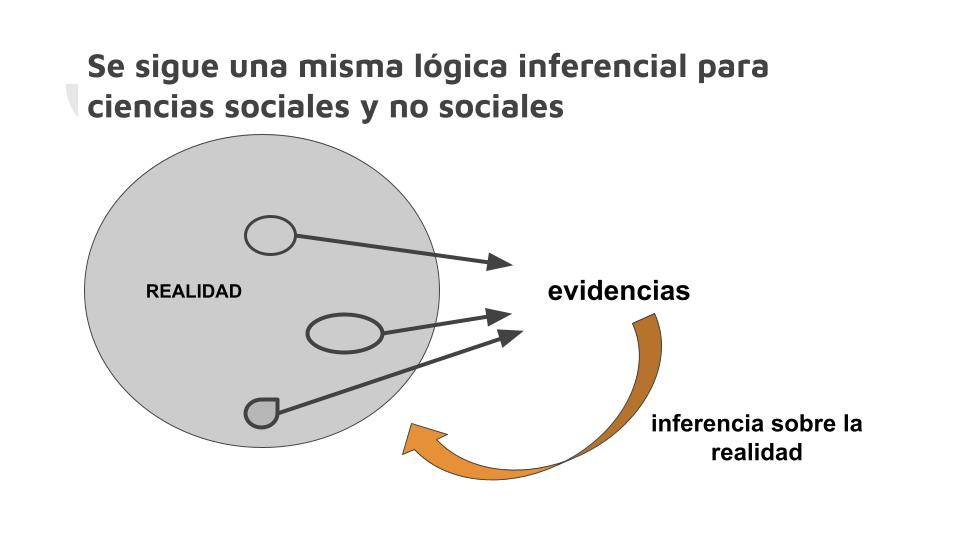 Se sigue una misma lógica inferencial para
ciencias sociales y no sociales
REALIDAD
evidencias
inferencia sobre la
realidad